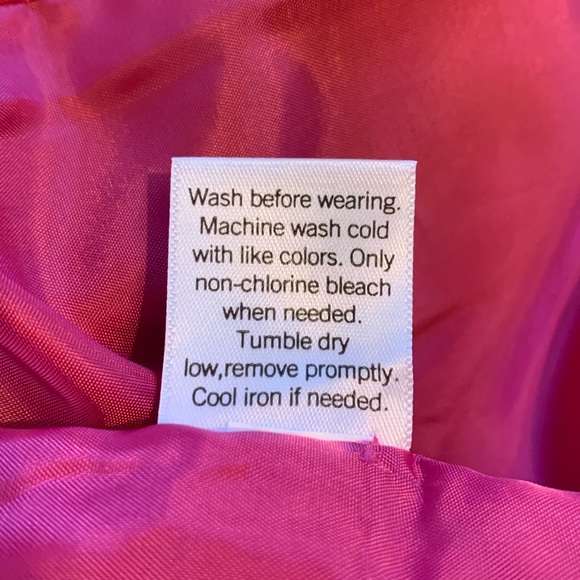 Wash before wearing.
Machine wash cold
with like colors. Only
non-chlorine bleach
when needed.
Tumble dry
low,remove promptly.
Cool iron if needed.